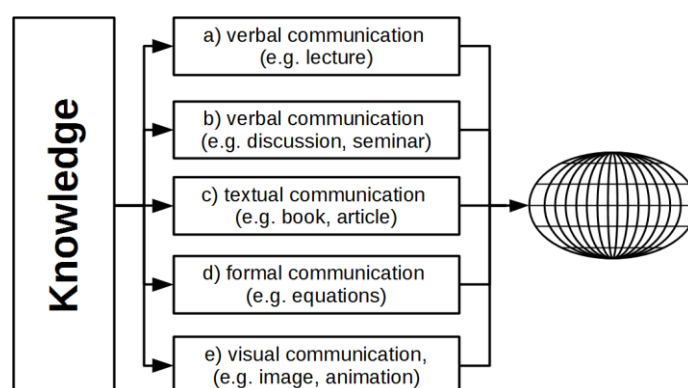 Knowledge
a) verbal communication
(e.g. lecture)
b) verbal communication
(e.g. discussion, seminar)
c) textual communication
(e.g. book, article)
d) formal communication
(e.g. equations)
e) visual communication,
(e.g. image, animation)